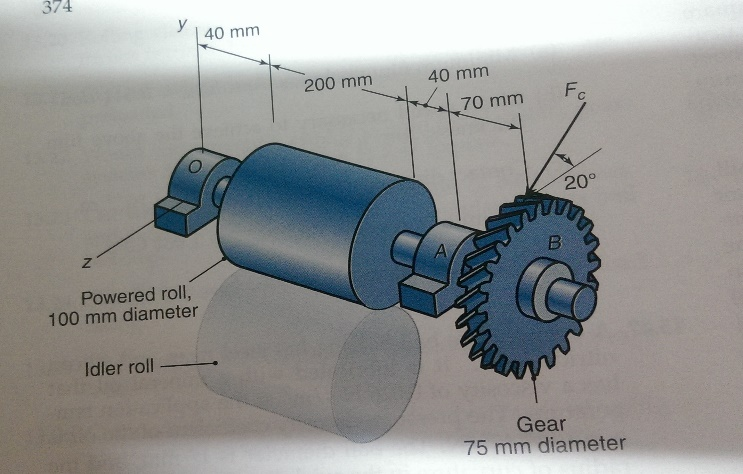 374
y
40 mm
200 mm
40 mm
70 mm
Fc
20°
O
z
A
B
Powered roll,
100 mm diameter
Idler roll
Gear
75 mm diameter